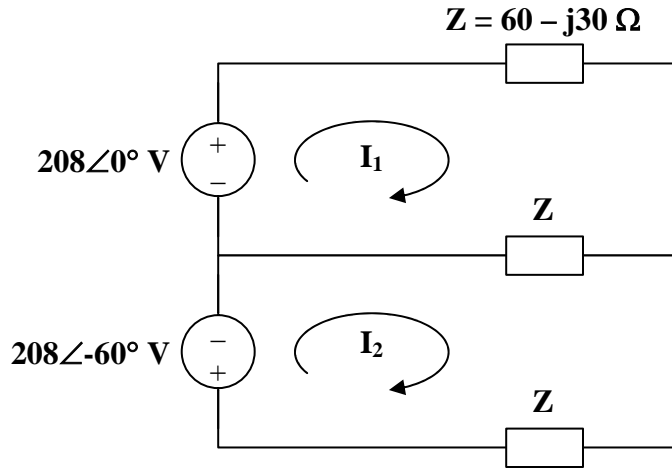 Z = 60 – j30 Ω
+
208∠0° V
I₁
–
Z
–
208∠-60° V
I₂
+
Z